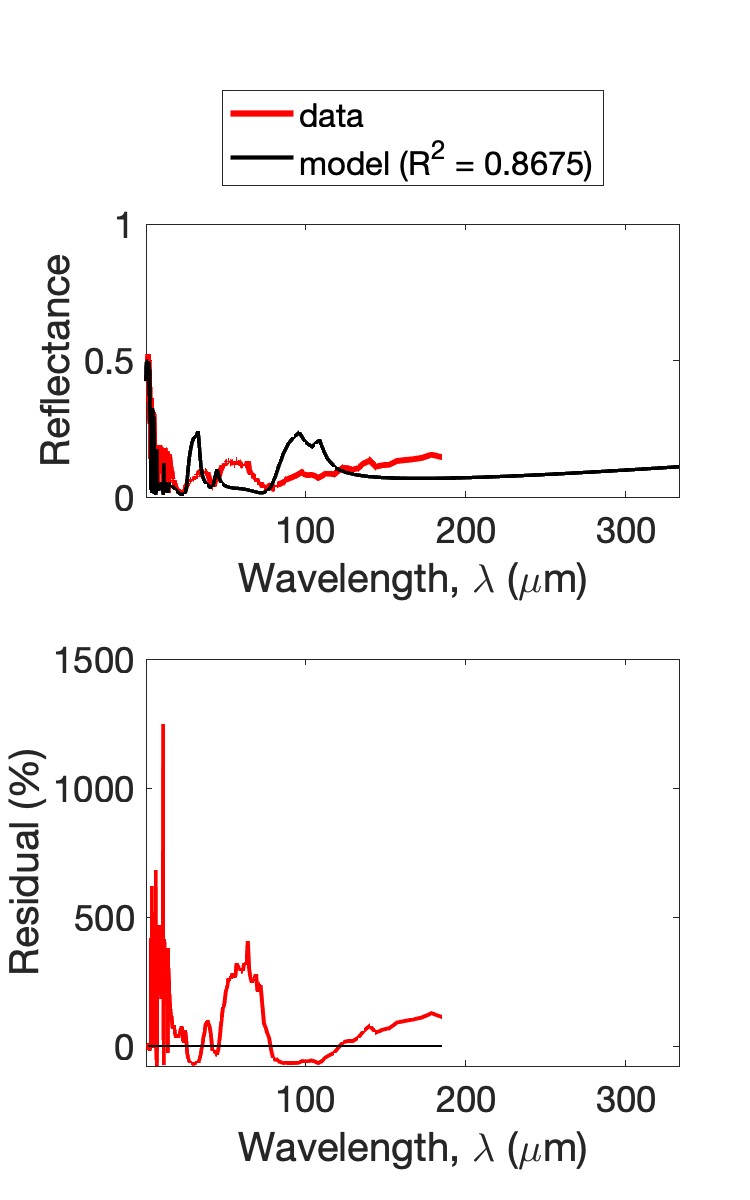 data
model (R² = 0.8675)
1
0.5
0
Reflectance
100
200
300
Wavelength, λ (μm)
1500
1000
500
0
Residual (%)
100
200
300
Wavelength, λ (μm)